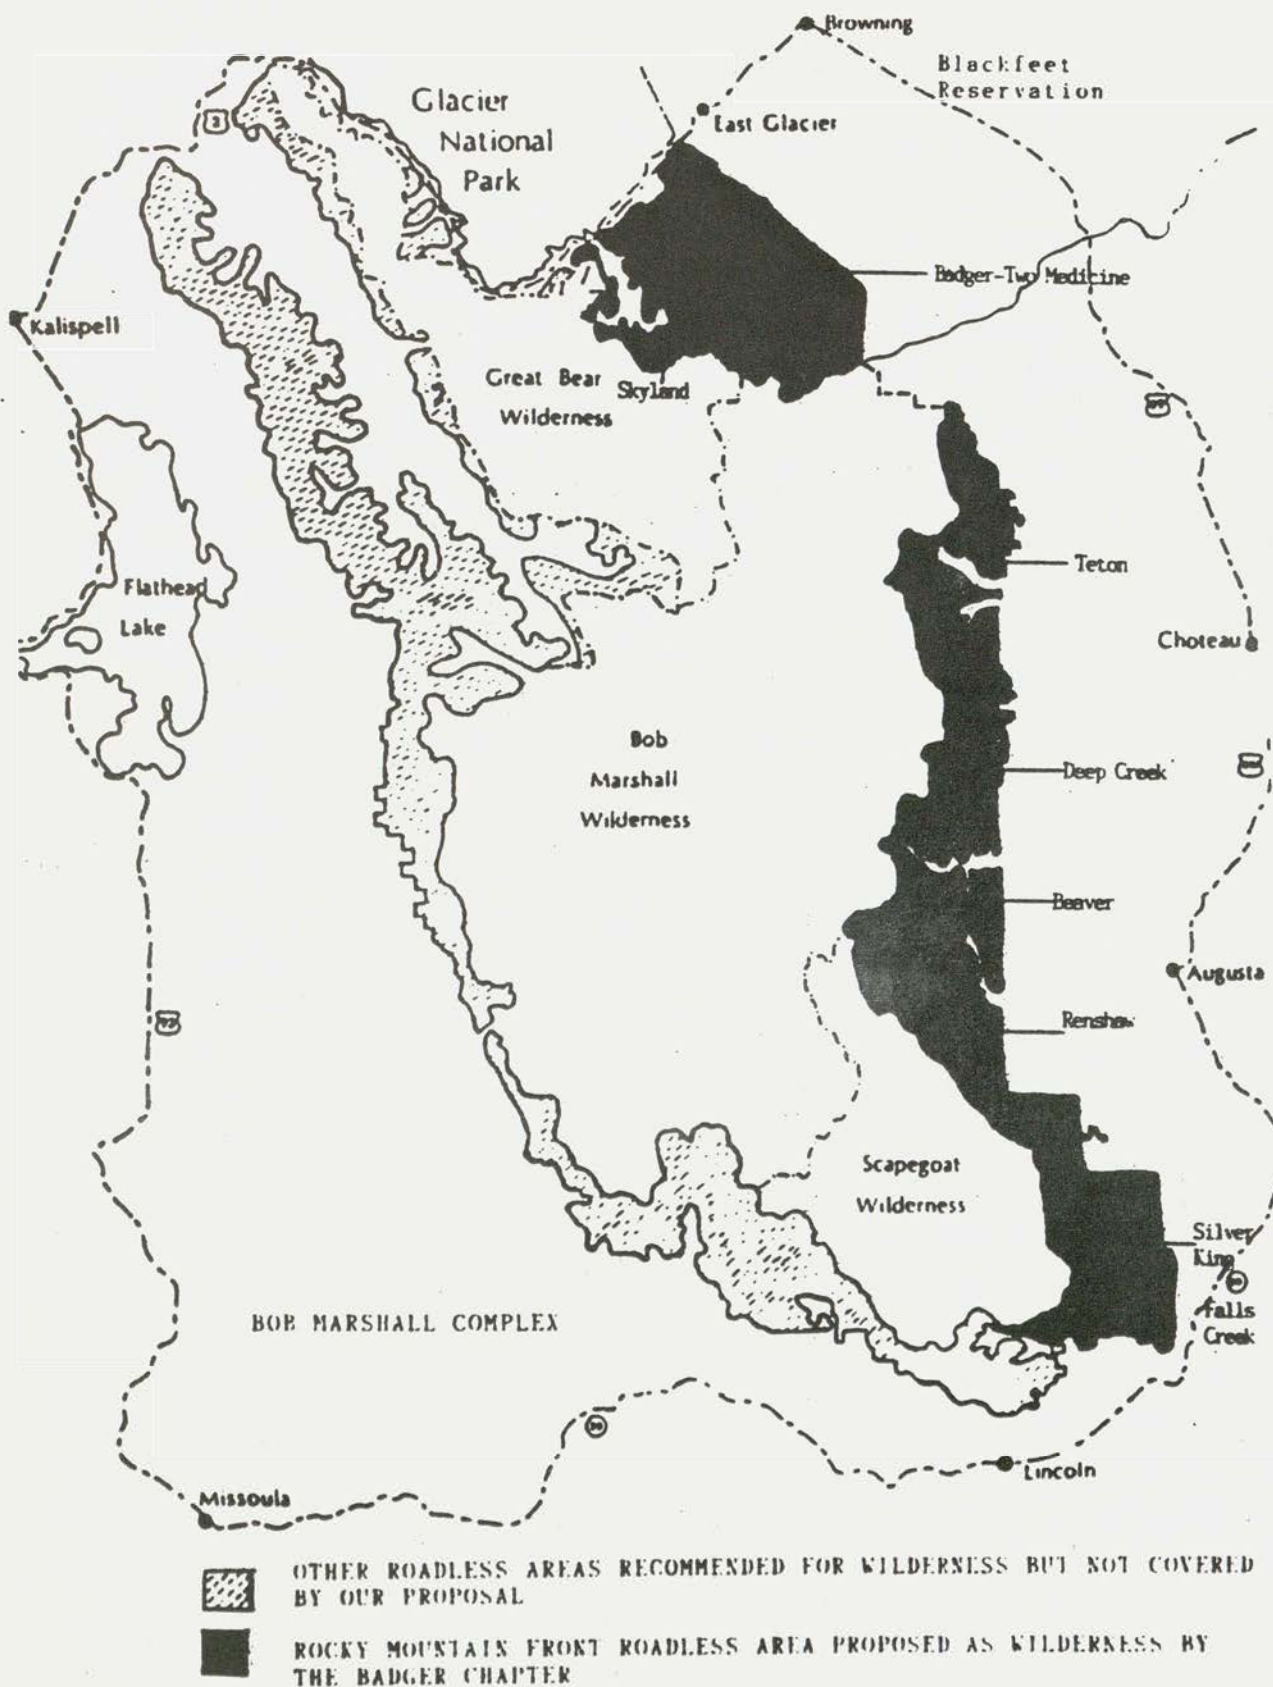 Browning
Blackfeet
Reservation
Glacier
National
Park
East Glacier
2
Badger-Two Medicine
Kalispell
Great Bear
Wilderness
Skyland
Teton
Flathead
Lake
Choteau
Bob
Marshall
Wilderness
Deep Creek
Beaver
Augusta
Renshaw
Scapegoat
Wilderness
Silver
King
Falls
Creek
BOB MARSHALL COMPLEX
Lincoln
Missoula
OTHER ROADLESS AREAS RECOMMENDED FOR WILDERNESS BUT NOT COVERED
BY OUR PROPOSAL
ROCKY MOUNTAIN FRONT ROADLESS AREA PROPOSED AS WILDERNESS BY
THE BADGER CHAPTER